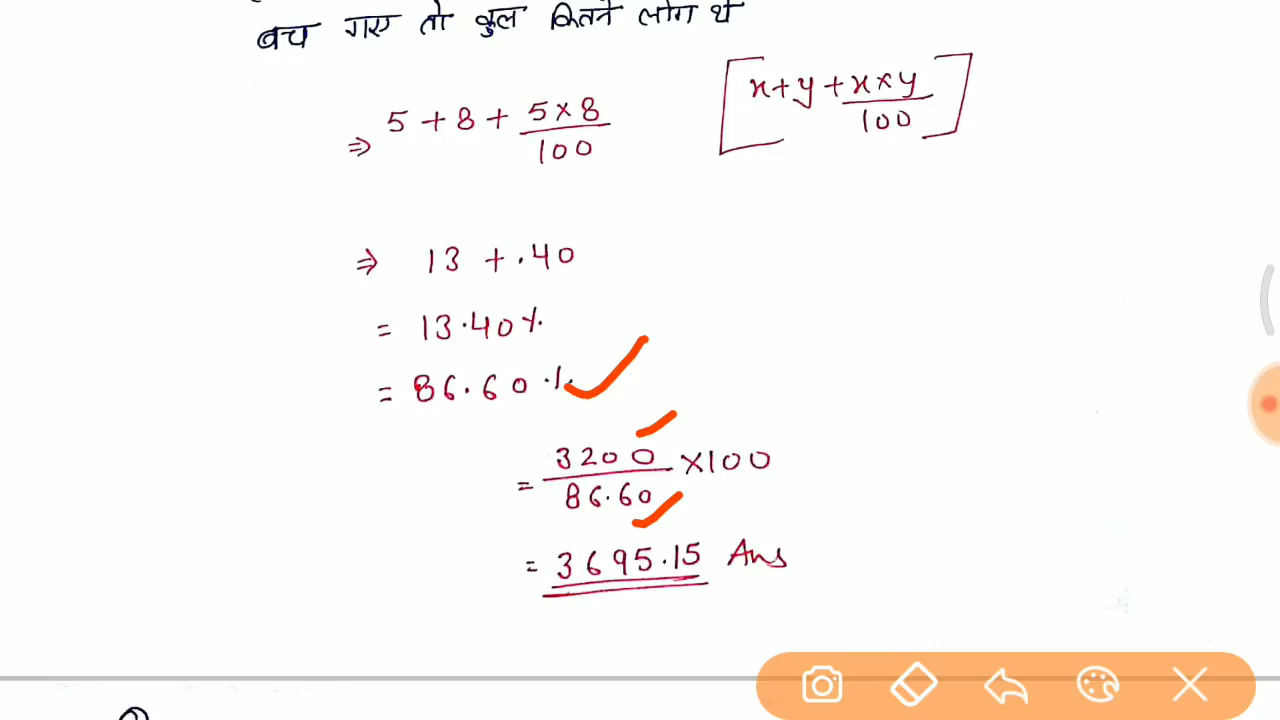 बच गए तो कुल कितने लोग थे
[x+y+x×y/100]
⇒ 5+8+5×8/100
⇒ 13 + .40
= 13.40%
= 86.60%
= 3200/86.60 ×100
= 3695.15 Ans